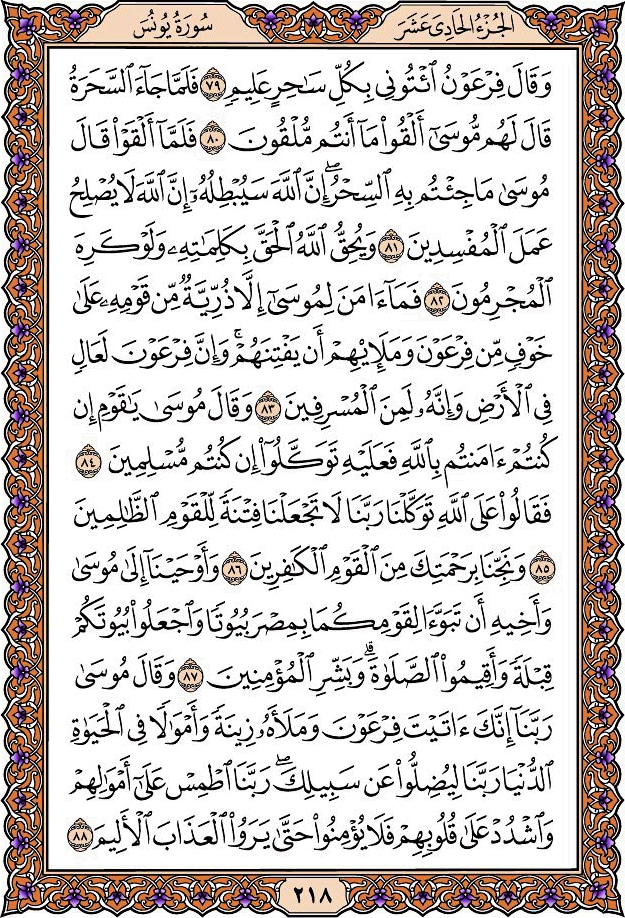 الجُزْءُ الحَادِي عَشَرَ
سُورَةُ يُونُسَ
وَقَالَ فِرْعَوْنُ ٱئْتُونِي بِكُلِّ سَٰحِرٍ عَلِيمٖ ٧٩ فَلَمَّا جَآءَ ٱلسَّحَرَةُ
قَالَ لَهُم مُّوسَىٰٓ أَلْقُوا۟ مَآ أَنتُم مُّلْقُونَ ٨٠ فَلَمَّآ أَلْقَوْا۟ قَالَ
مُوسَىٰ مَا جِئْتُم بِهِ ٱلسِّحْرُۖ إِنَّ ٱللَّهَ سَيُبْطِلُهُۥٓ إِنَّ ٱللَّهَ لَا يُصْلِحُ
عَمَلَ ٱلْمُفْسِدِينَ ٨١ وَيُحِقُّ ٱللَّهُ ٱلْحَقَّ بِكَلِمَٰتِهِۦ وَلَوْ كَرِهَ
ٱلْمُجْرِمُونَ ٨٢ فَمَآ ءَامَنَ لِمُوسَىٰٓ إِلَّا ذُرِّيَّةٌ مِّن قَوْمِهِۦ عَلَىٰ
خَوْفٍ مِّن فِرْعَوْنَ وَمَلَإِي۟هِمْ أَن يَفْتِنَهُمْۚ وَإِنَّ فِرْعَوْنَ لَعَالٍ
فِى ٱلْأَرْضِ وَإِنَّهُۥ لَمِنَ ٱلْمُسْرِفِينَ ٨٣ وَقَالَ مُوسَىٰ يَٰقَوْمِ إِن
كُنتُمْ ءَامَنتُم بِٱللَّهِ فَعَلَيْهِ تَوَكَّلُوٓا۟ إِن كُنتُم مُّسْلِمِينَ ٨٤
فَقَالُوا۟ عَلَى ٱللَّهِ تَوَكَّلْنَا رَبَّنَا لَا تَجْعَلْنَا فِتْنَةً لِّلْقَوْمِ ٱلظَّٰلِمِينَ
٨٥ وَنَجِّنَا بِرَحْمَتِكَ مِنَ ٱلْقَوْمِ ٱلْكَٰفِرِينَ ٨٦ وَأَوْحَيْنَآ إِلَىٰ مُوسَىٰ
وَأَخِيهِ أَن تَبَوَّءَا لِقَوْمِكُمَا بِمِصْرَ بُيُوتًا وَٱجْعَلُوا۟ بُيُوتَكُمْ
قِبْلَةً وَأَقِيمُوا۟ ٱلصَّلَوٰةَۗ وَبَشِّرِ ٱلْمُؤْمِنِينَ ٨٧ وَقَالَ مُوسَىٰ
رَبَّنَآ إِنَّكَ ءَاتَيْتَ فِرْعَوْنَ وَمَلَأَهُۥ زِينَةً وَأَمْوَٰلًا فِى ٱلْحَيَوٰةِ
ٱلدُّنْيَا رَبَّنَا لِيُضِلُّوا۟ عَن سَبِيلِكَۖ رَبَّنَا ٱطْمِسْ عَلَىٰٓ أَمْوَٰلِهِمْ
وَٱشْدُدْ عَلَىٰ قُلُوبِهِمْ فَلَا يُؤْمِنُوا۟ حَتَّىٰ يَرَوُا۟ ٱلْعَذَابَ ٱلْأَلِيمَ ٨٨
٢١٨